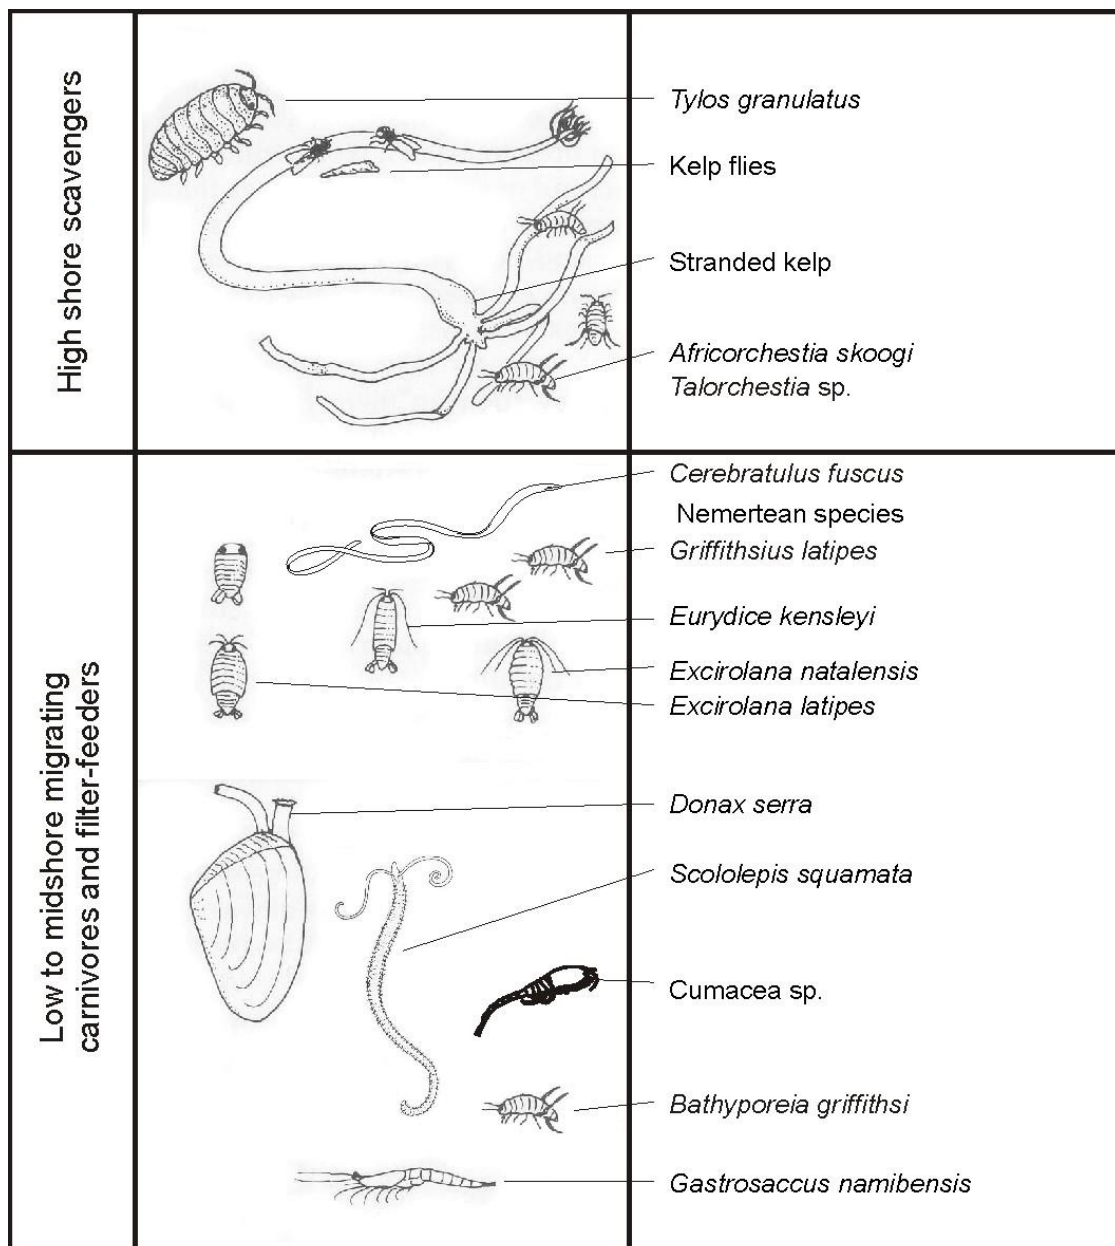 High shore scavengers
Tylos granulatus
Kelp flies
Stranded kelp
Africorchestia skoogi
Talorchestia sp.
Low to midshore migrating
carnivores and filter-feeders
Cerebratulus fuscus
Nemertean species
Griffithsius latipes
Eurydice kensleyi
Excirolana natalensis
Excirolana latipes
Donax serra
Scololepis squamata
Cumacea sp.
Bathyporeia griffithsi
Gastrosaccus namibensis